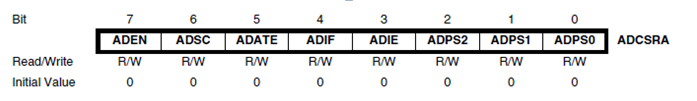 Bit 7 6 5 4 3 2 1 0
ADEN ADSC ADATE ADIF ADIE ADPS2 ADPS1 ADPS0 ADCSRA
Read/Write R/W R/W R/W R/W R/W R/W R/W R/W
Initial Value 0 0 0 0 0 0 0 0